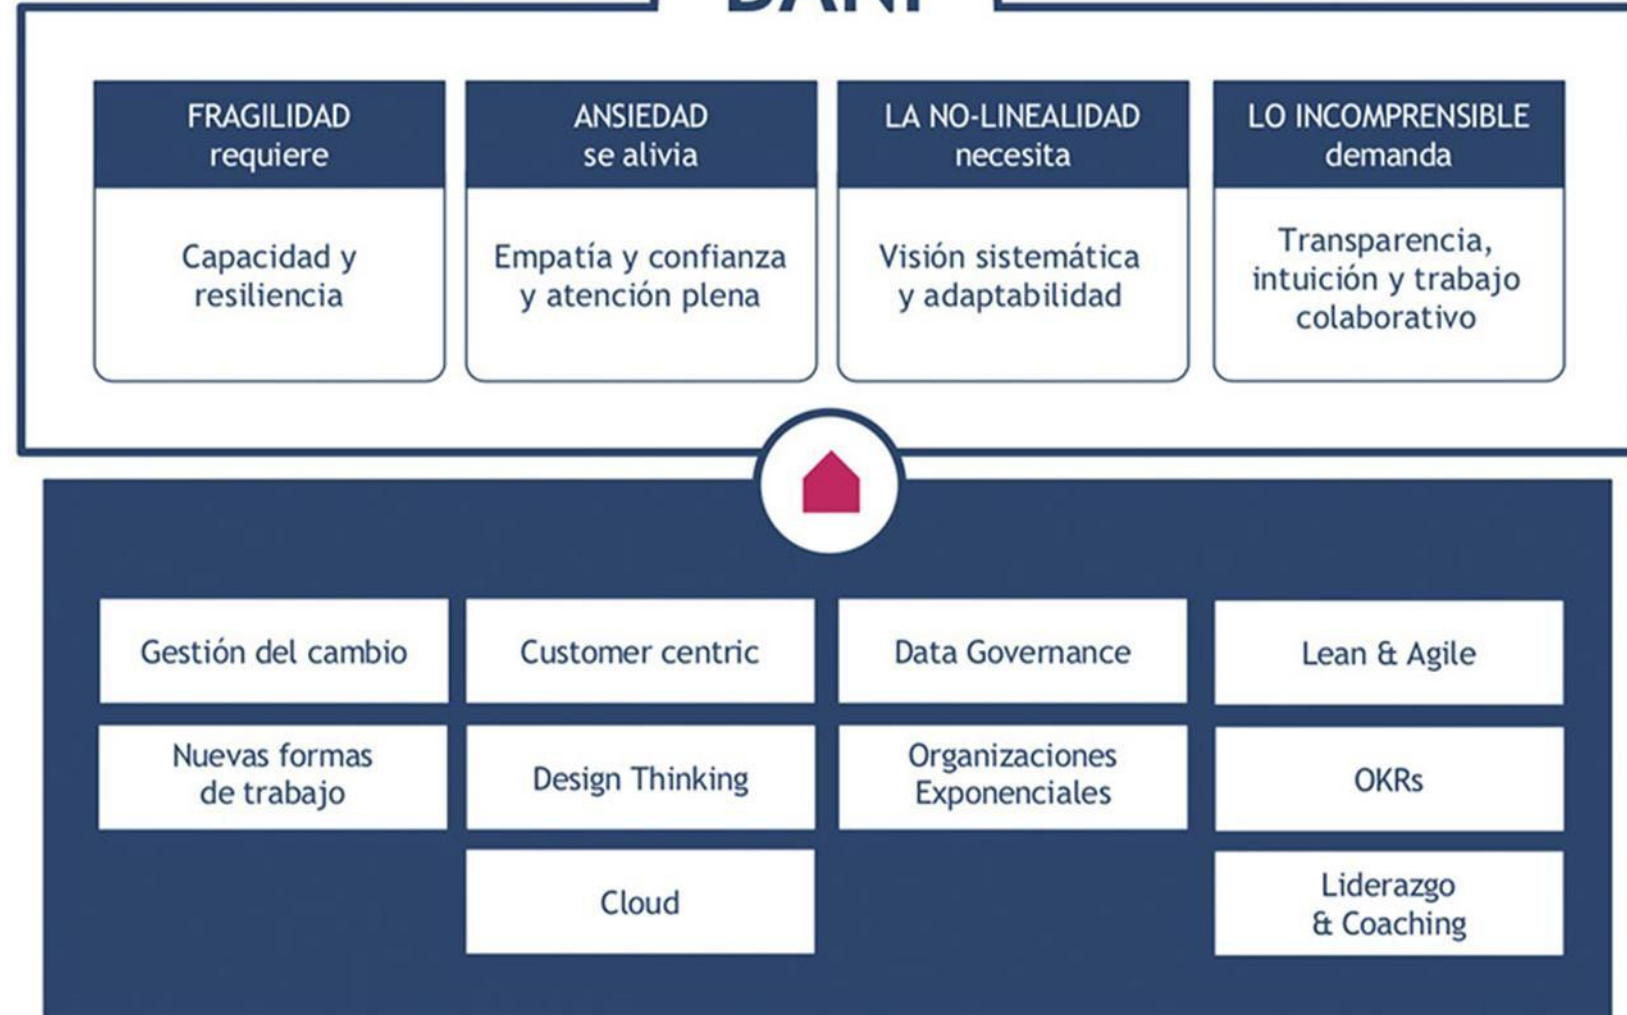 FRAGILIDAD
requiere
Capacidad y
resiliencia
ANSIEDAD
se alivia
Empatía y confianza
y atención plena
LA NO-LINEALIDAD
necesita
Visión sistemática
y adaptabilidad
LO INCOMPRENSIBLE
demanda
Transparencia,
intuición y trabajo
colaborativo
Gestión del cambio
Customer centric
Data Governance
Lean & Agile
Nuevas formas
de trabajo
Design Thinking
Organizaciones
Exponenciales
OKRs
Cloud
Liderazgo
& Coaching